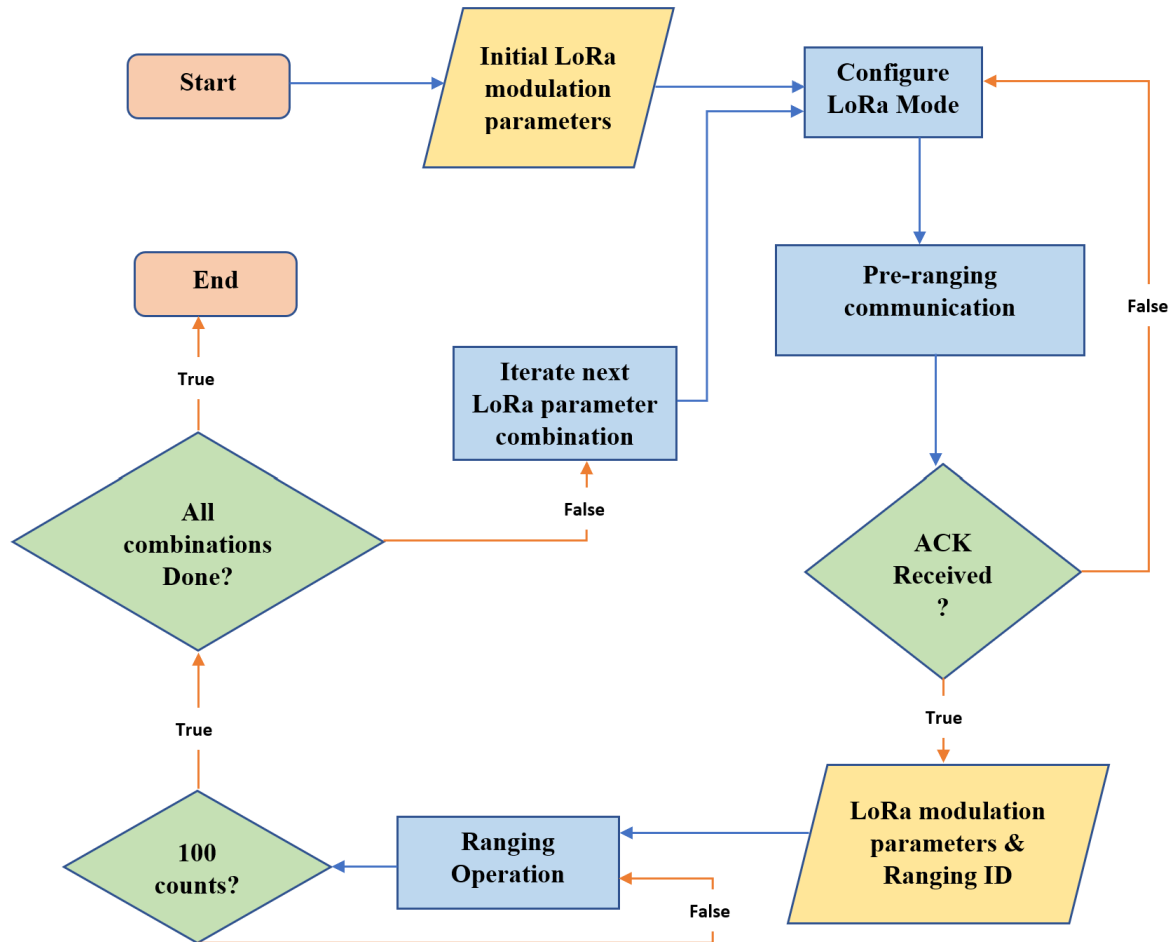 Start
Initial LoRa
modulation
parameters
Configure
LoRa Mode
End
Pre-ranging
communication
False
True
Iterate next
LoRa parameter
combination
False
All
combinations
Done?
ACK
Received
?
True
True
100
counts?
Ranging
Operation
LoRa modulation
parameters &
Ranging ID
False